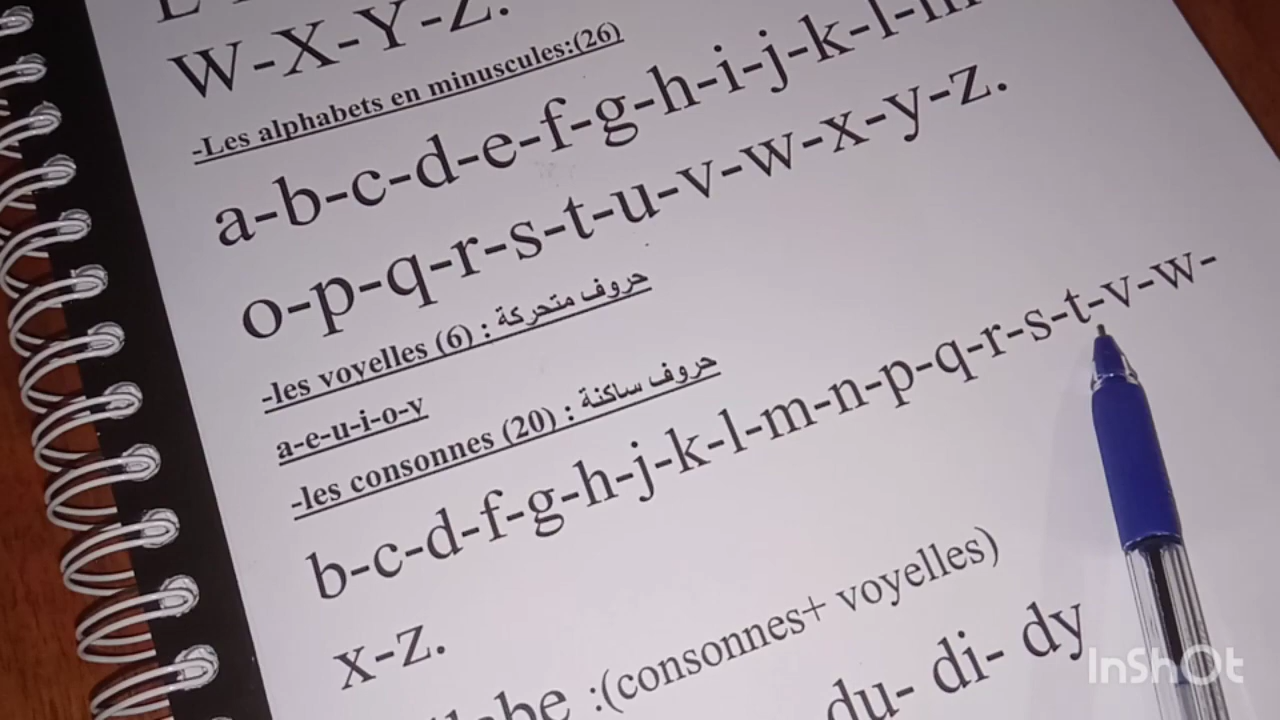 W-X-Y-Z.
-Les alphabets en minuscules:(26)
a-b-c-d-e-f-g-h-i-j-k-l-m
o-p-q-r-s-t-u-v-w-x-y-z.
-les voyelles (6) : حروف متحركة
a-e-u-i-o-y
-les consonnes (20) : حروف ساكنة
b-c-d-f-g-h-j-k-l-m-n-p-q-r-s-t-v-w-
x-z.
:(consonnes+ voyelles)
du- di- dy
InShOt